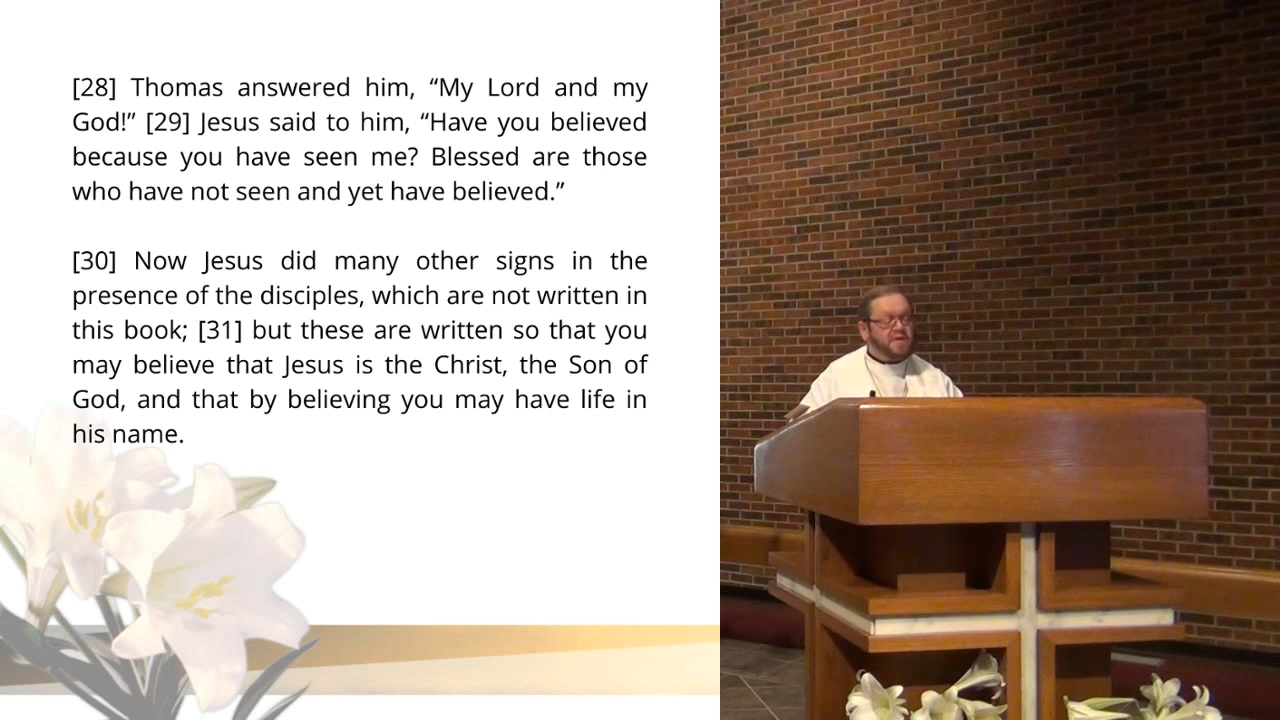 [28] Thomas answered him, “My Lord and my
God!” [29] Jesus said to him, “Have you believed
because you have seen me? Blessed are those
who have not seen and yet have believed.”
[30] Now Jesus did many other signs in the
presence of the disciples, which are not written in
this book; [31] but these are written so that you
may believe that Jesus is the Christ, the Son of
God, and that by believing you may have life in
his name.